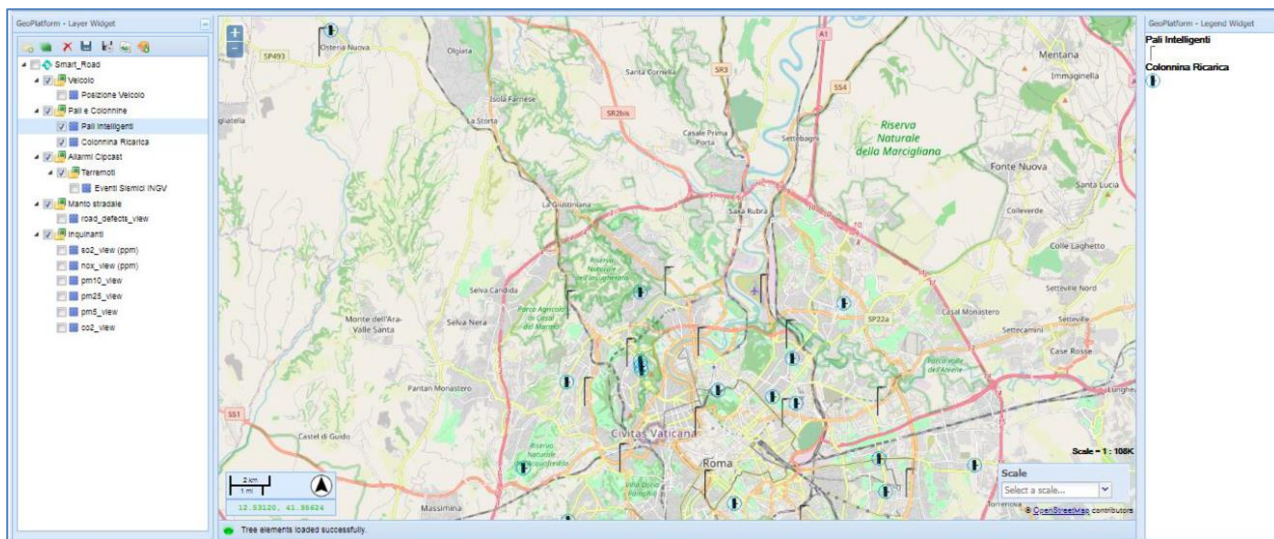 GeoPlatform - Layer Widget
Smart_Road
Veicolo
Posizione Veicolo
Pali e Colonnine
Pali Intelligenti
Colonnina Ricarica
Allarmi Cipcast
Terremoti
Eventi Sismici INGV
Manto stradale
road_defects_view
Inquinanti
so2_view (ppm)
nox_view (ppm)
pm10_view
pm25_view
pm5_view
co2_view
+
−
SP493
Osteria Nuova
Olgiata
Santa Cornelia
SR3
A1
SS4
Mentana
Immaginella
Isola Farnese
La Storta
SR2bis
Casale Prima
Porta
Settebagni
Riserva
Naturale
della Marcigliana
Fonte Nuova
Santa Lucia
La Giustiniana
Saxa Rubra
Colleverde
Colle Laghetto
Riserva
Naturale
dell'Insugherata
Selva Candida
Setteville Nord
Monte dell'Ara-
Valle Santa
Selva Nera
SP22a
Casal Monastero
Settecamini
Setteville
Case Rosse
Pantan Monastero
SS1
Castel di Guido
Civitas Vaticana
Roma
Riserva
Naturale
Massimina
Scale = 1 : 108K
Scale
Select a scale...
2 km
1 mi
© OpenStreetMap contributors
Tree elements loaded successfully.
GeoPlatform - Legend Widget
Pali Intelligenti
Colonnina Ricarica